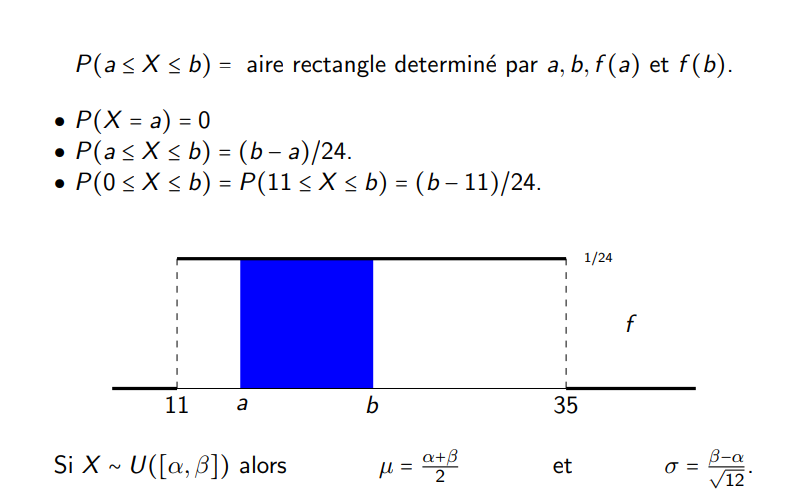 P(a ≤ X ≤ b) = aire rectangle determiné par a, b, f(a) et f(b).
• P(X = a) = 0
• P(a ≤ X ≤ b) = (b − a)/24.
• P(0 ≤ X ≤ b) = P(11 ≤ X ≤ b) = (b − 11)/24.
1/24
f
11 a b 35
Si X ~ U([α, β]) alors μ = α+β/2 et σ = β−α/√12.